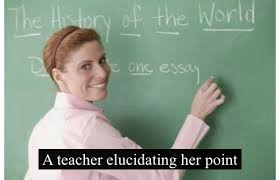 The History of the World
one essay
A teacher elucidating her point